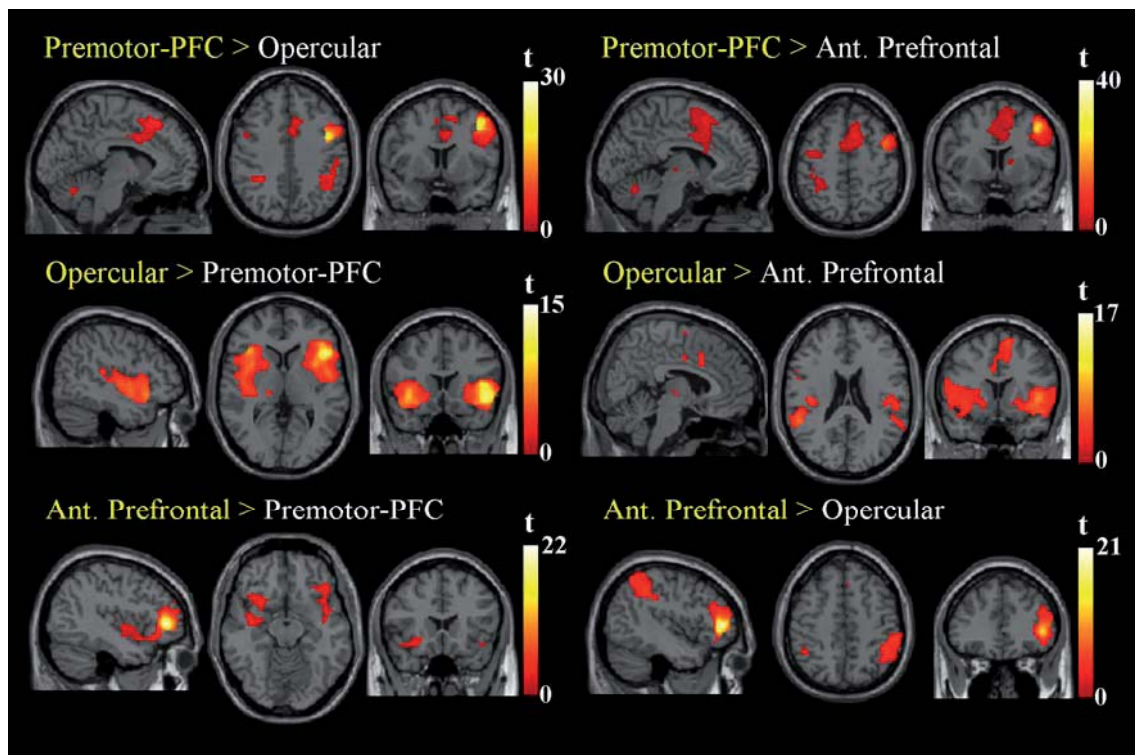 Premotor-PFC > Opercular
t
30
0
Premotor-PFC > Ant. Prefrontal
t
40
0
Opercular > Premotor-PFC
t
15
0
Opercular > Ant. Prefrontal
t
17
0
Ant. Prefrontal > Premotor-PFC
t
22
0
Ant. Prefrontal > Opercular
t
21
0